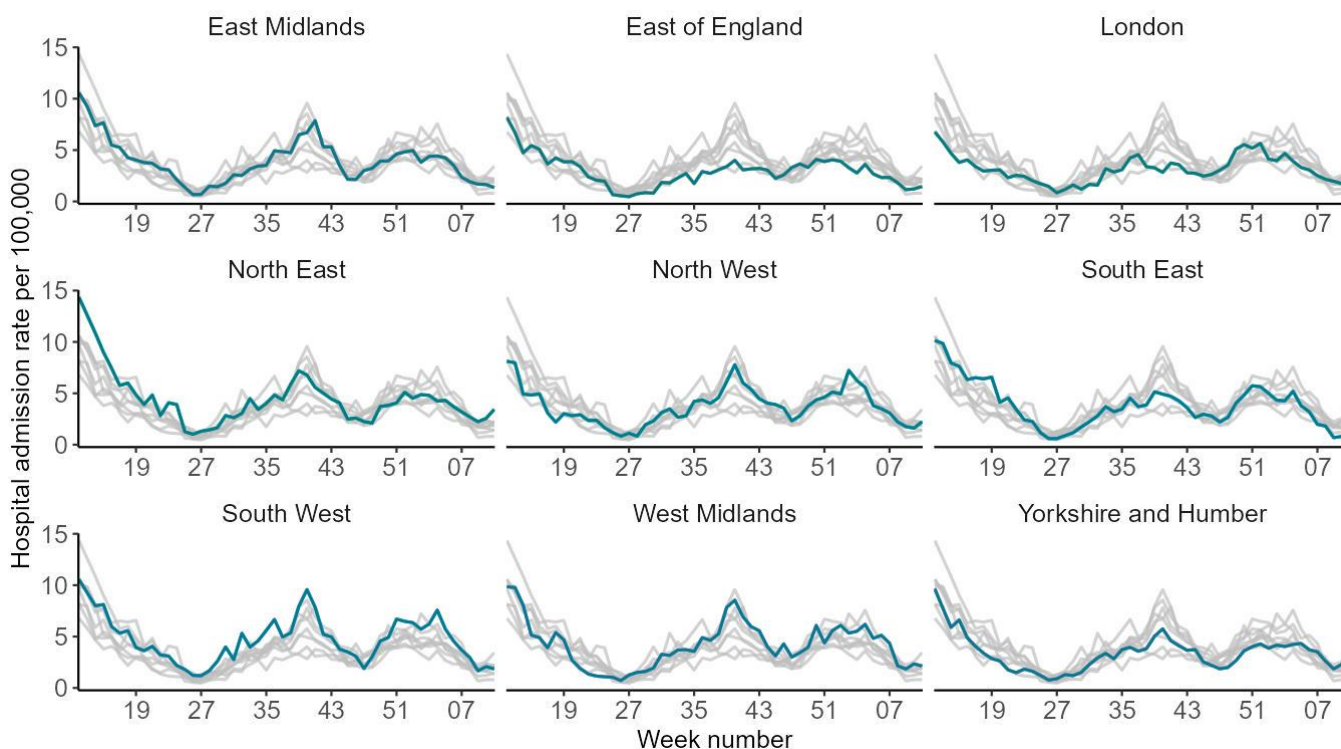 East Midlands
East of England
London
15
10
5
0
19 27 35 43 51 07
19 27 35 43 51 07
19 27 35 43 51 07
North East
North West
South East
15
10
5
0
19 27 35 43 51 07
19 27 35 43 51 07
19 27 35 43 51 07
South West
West Midlands
Yorkshire and Humber
15
10
5
0
19 27 35 43 51 07
19 27 35 43 51 07
19 27 35 43 51 07
Hospital admission rate per 100,000
Week number